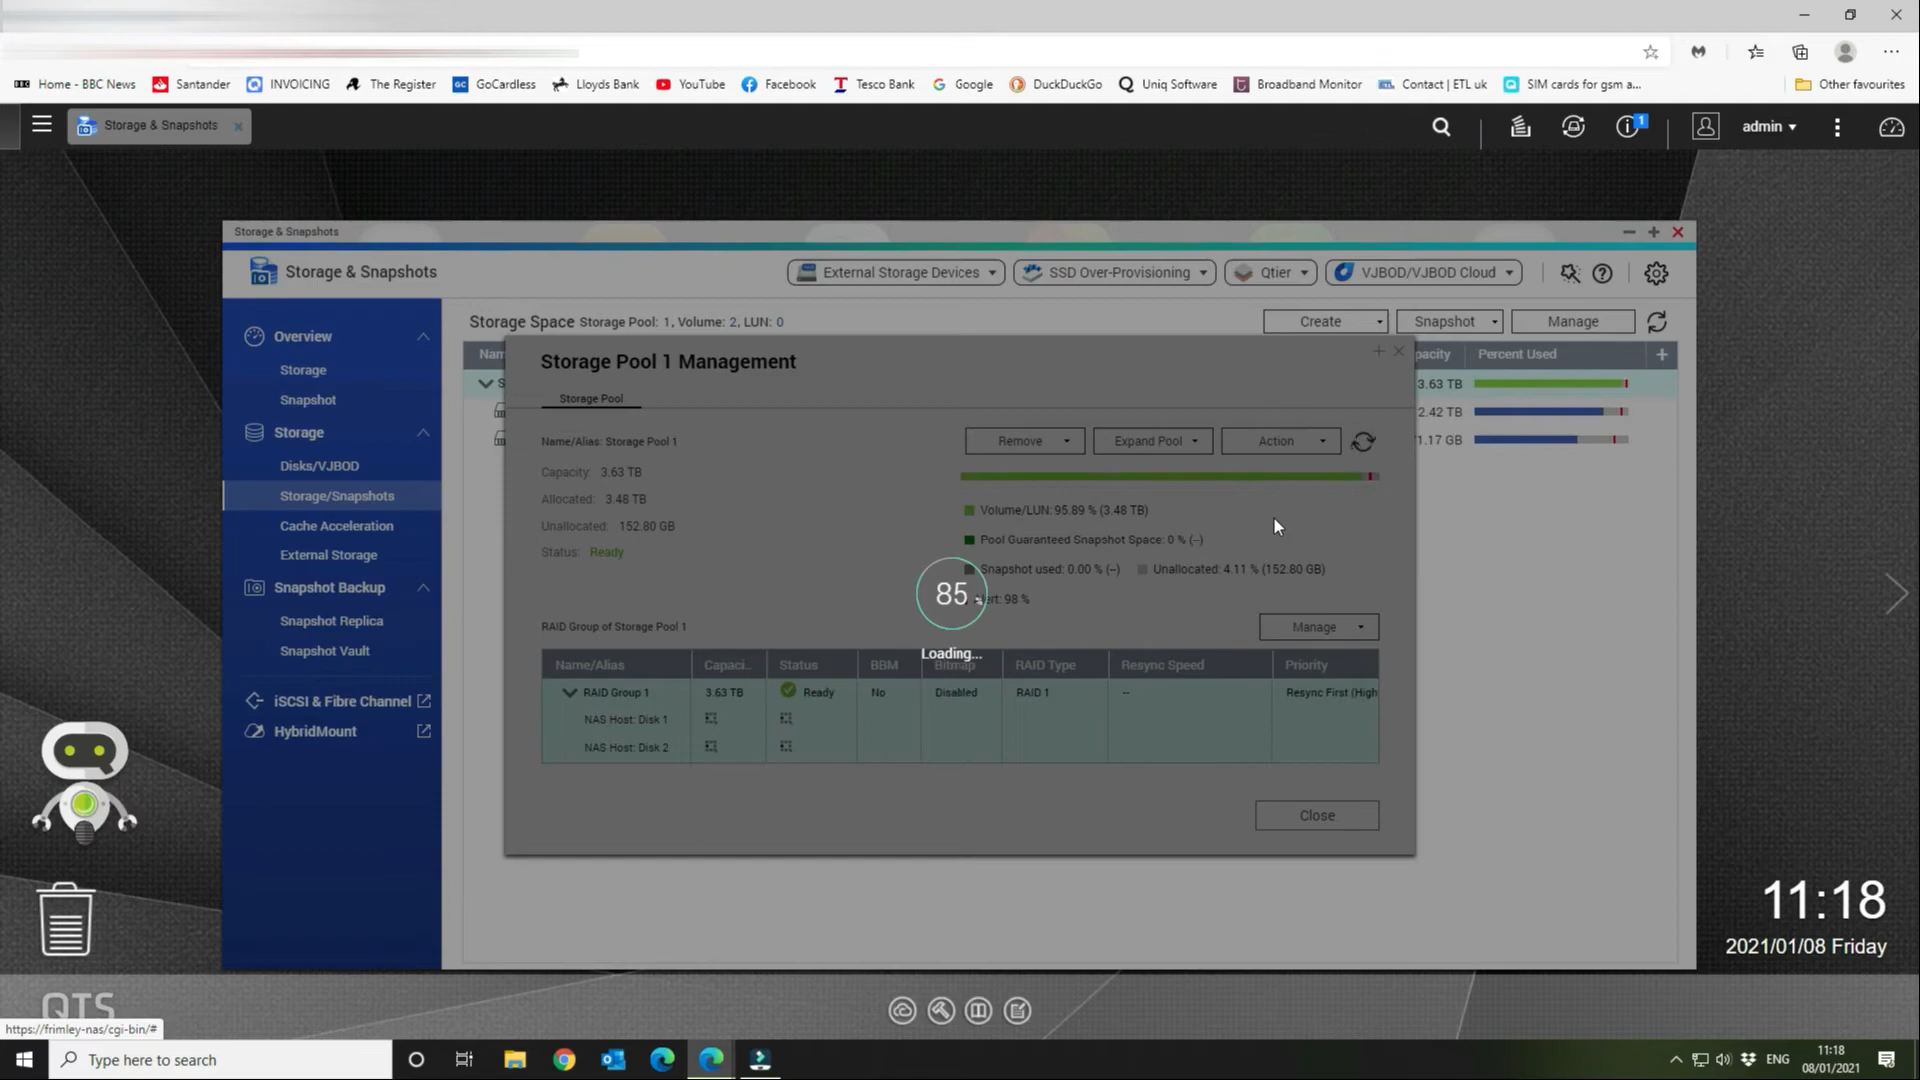 Home - BBC News
Santander
INVOICING
The Register
GoCardless
Lloyds Bank
YouTube
Facebook
Tesco Bank
Google
DuckDuckGo
Uniq Software
Broadband Monitor
Contact | ETL uk
SIM cards for gsm a...
Other favourites
Storage & Snapshots
1
admin
Storage & Snapshots
Storage & Snapshots
External Storage Devices
SSD Over-Provisioning
Qtier
VJBOD/VJBOD Cloud
Overview
Storage
Snapshot
Storage
Disks/VJBOD
Storage/Snapshots
Cache Acceleration
External Storage
Snapshot Backup
Snapshot Replica
Snapshot Vault
iSCSI & Fibre Channel
HybridMount
Storage Space Storage Pool: 1, Volume: 2, LUN: 0
Create
Snapshot
Manage
Nam
pacity
Percent Used
S
3.63 TB
2.42 TB
1.17 GB
Storage Pool 1 Management
Storage Pool
Name/Alias: Storage Pool 1
Remove
Expand Pool
Action
Capacity: 3.63 TB
Allocated: 3.48 TB
Unallocated: 152.80 GB
Status: Ready
Volume/LUN: 95.89 % (3.48 TB)
Pool Guaranteed Snapshot Space: 0 % (--)
Snapshot used: 0.00 % (--)
Unallocated: 4.11 % (152.80 GB)
98 %
85
Loading...
RAID Group of Storage Pool 1
Manage
Name/Alias
Capaci..
Status
BBM
Bitmap
RAID Type
Resync Speed
Priority
RAID Group 1
3.63 TB
Ready
No
Disabled
RAID 1
--
Resync First (High
NAS Host: Disk 1
NAS Host: Disk 2
Close
11:18
2021/01/08 Friday
QTS
https://frimley-nas/cgi-bin/#
Type here to search
ENG
11:18
08/01/2021